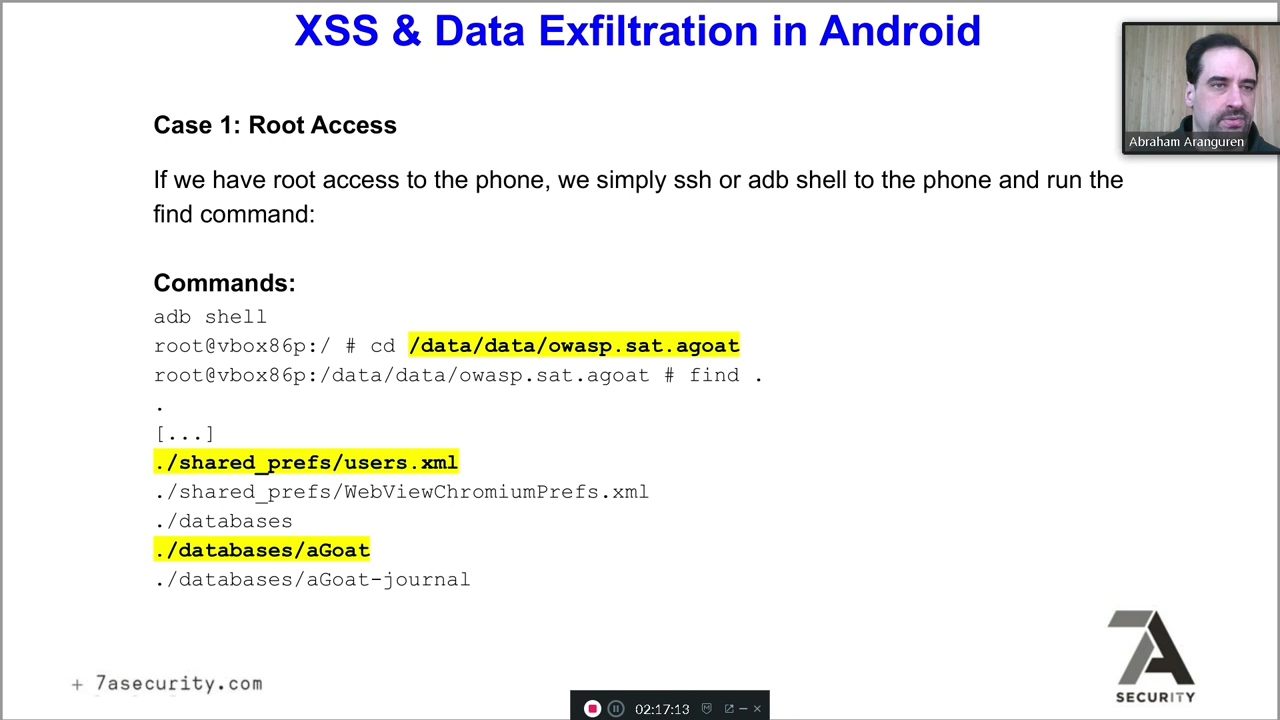 XSS & Data Exfiltration in Android
Abraham Aranguren
Case 1: Root Access
If we have root access to the phone, we simply ssh or adb shell to the phone and run the
find command:
Commands:
adb shell
root@vbox86p:/ # cd /data/data/owasp.sat.agoat
root@vbox86p:/data/data/owasp.sat.agoat # find .
.
[...]
./shared_prefs/users.xml
./shared_prefs/WebViewChromiumPrefs.xml
./databases
./databases/aGoat
./databases/aGoat-journal
+ 7asecurity.com
7A
SECURITY
02:17:13